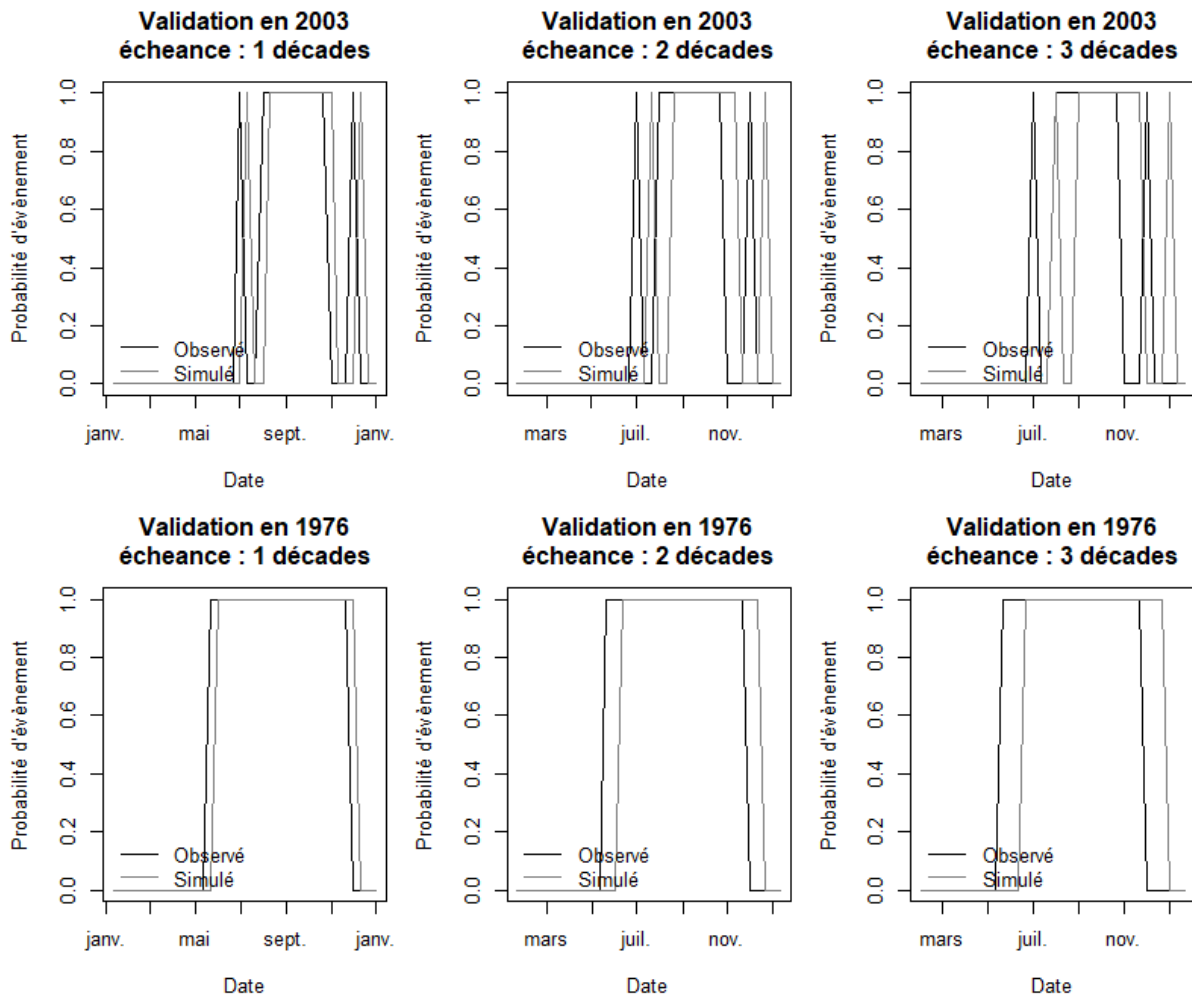 Validation en 2003
écheance : 1 décades
Probabilité d'évènement
1.0
0.8
0.6
0.4
0.2
0.0
Observé
Simulé
janv. mai sept. janv.
Date
Validation en 2003
écheance : 2 décades
Probabilité d'évènement
1.0
0.8
0.6
0.4
0.2
0.0
Observé
Simulé
mars juil. nov.
Date
Validation en 2003
écheance : 3 décades
Probabilité d'évènement
1.0
0.8
0.6
0.4
0.2
0.0
Observé
Simulé
mars juil. nov.
Date
Validation en 1976
écheance : 1 décades
Probabilité d'évènement
1.0
0.8
0.6
0.4
0.2
0.0
Observé
Simulé
janv. mai sept. janv.
Date
Validation en 1976
écheance : 2 décades
Probabilité d'évènement
1.0
0.8
0.6
0.4
0.2
0.0
Observé
Simulé
mars juil. nov.
Date
Validation en 1976
écheance : 3 décades
Probabilité d'évènement
1.0
0.8
0.6
0.4
0.2
0.0
Observé
Simulé
mars juil. nov.
Date